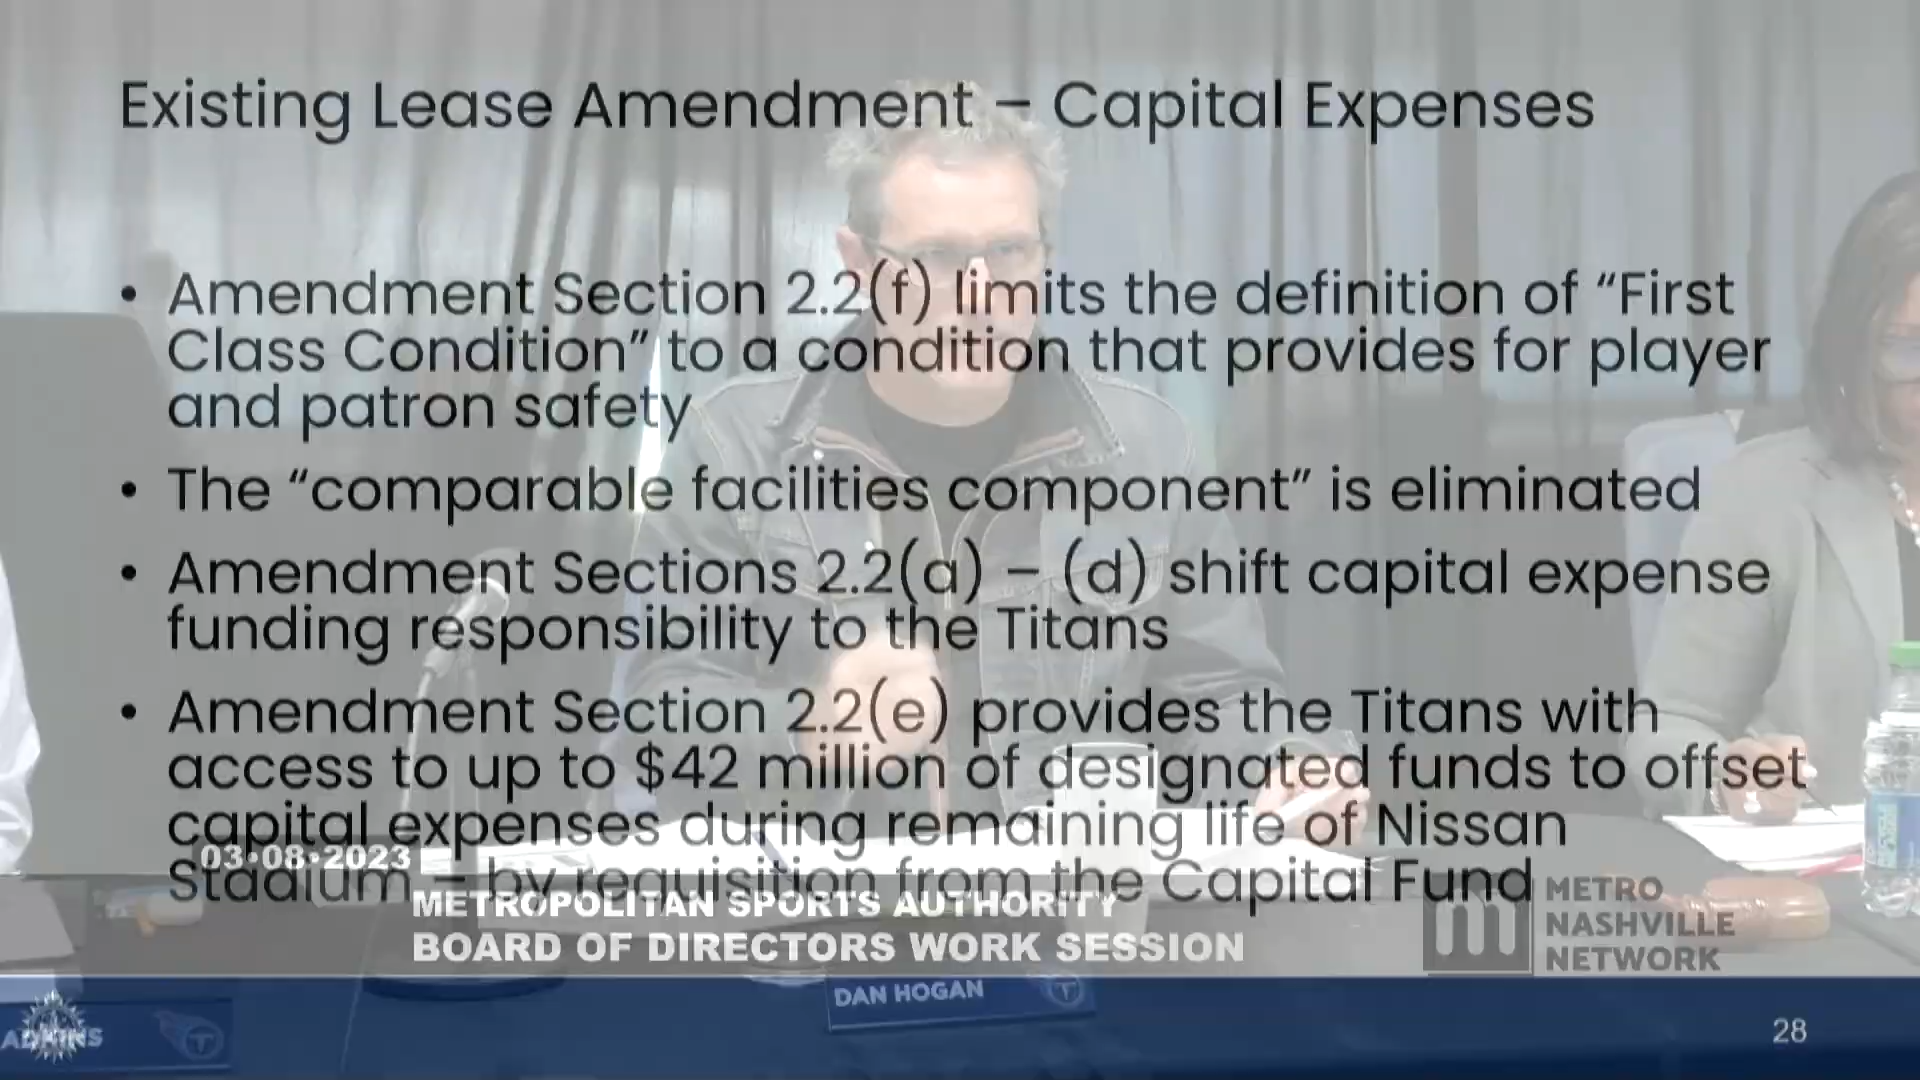 Existing Lease Amendment – Capital Expenses
• Amendment Section 2.2(f) limits the definition of “First
Class Condition” to a condition that provides for player
and patron safety
• The “comparable facilities component” is eliminated
• Amendment Sections 2.2(a) – (d) shift capital expense
funding responsibility to the Titans
• Amendment Section 2.2(e) provides the Titans with
access to up to $42 million of designated funds to offset
capital expenses during remaining life of Nissan
Stadium – by requisition from the Capital Fund
03•08•2023
METROPOLITAN SPORTS AUTHORITY
BOARD OF DIRECTORS WORK SESSION
m METRO
NASHVILLE
NETWORK
DAN HOGAN
T
ADKINS
T
28